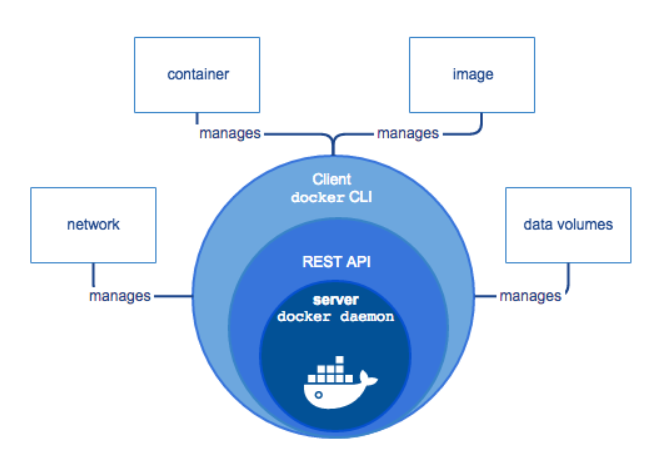 container
image
manages
manages
Client
docker CLI
network
data volumes
REST API
manages
manages
server
docker daemon